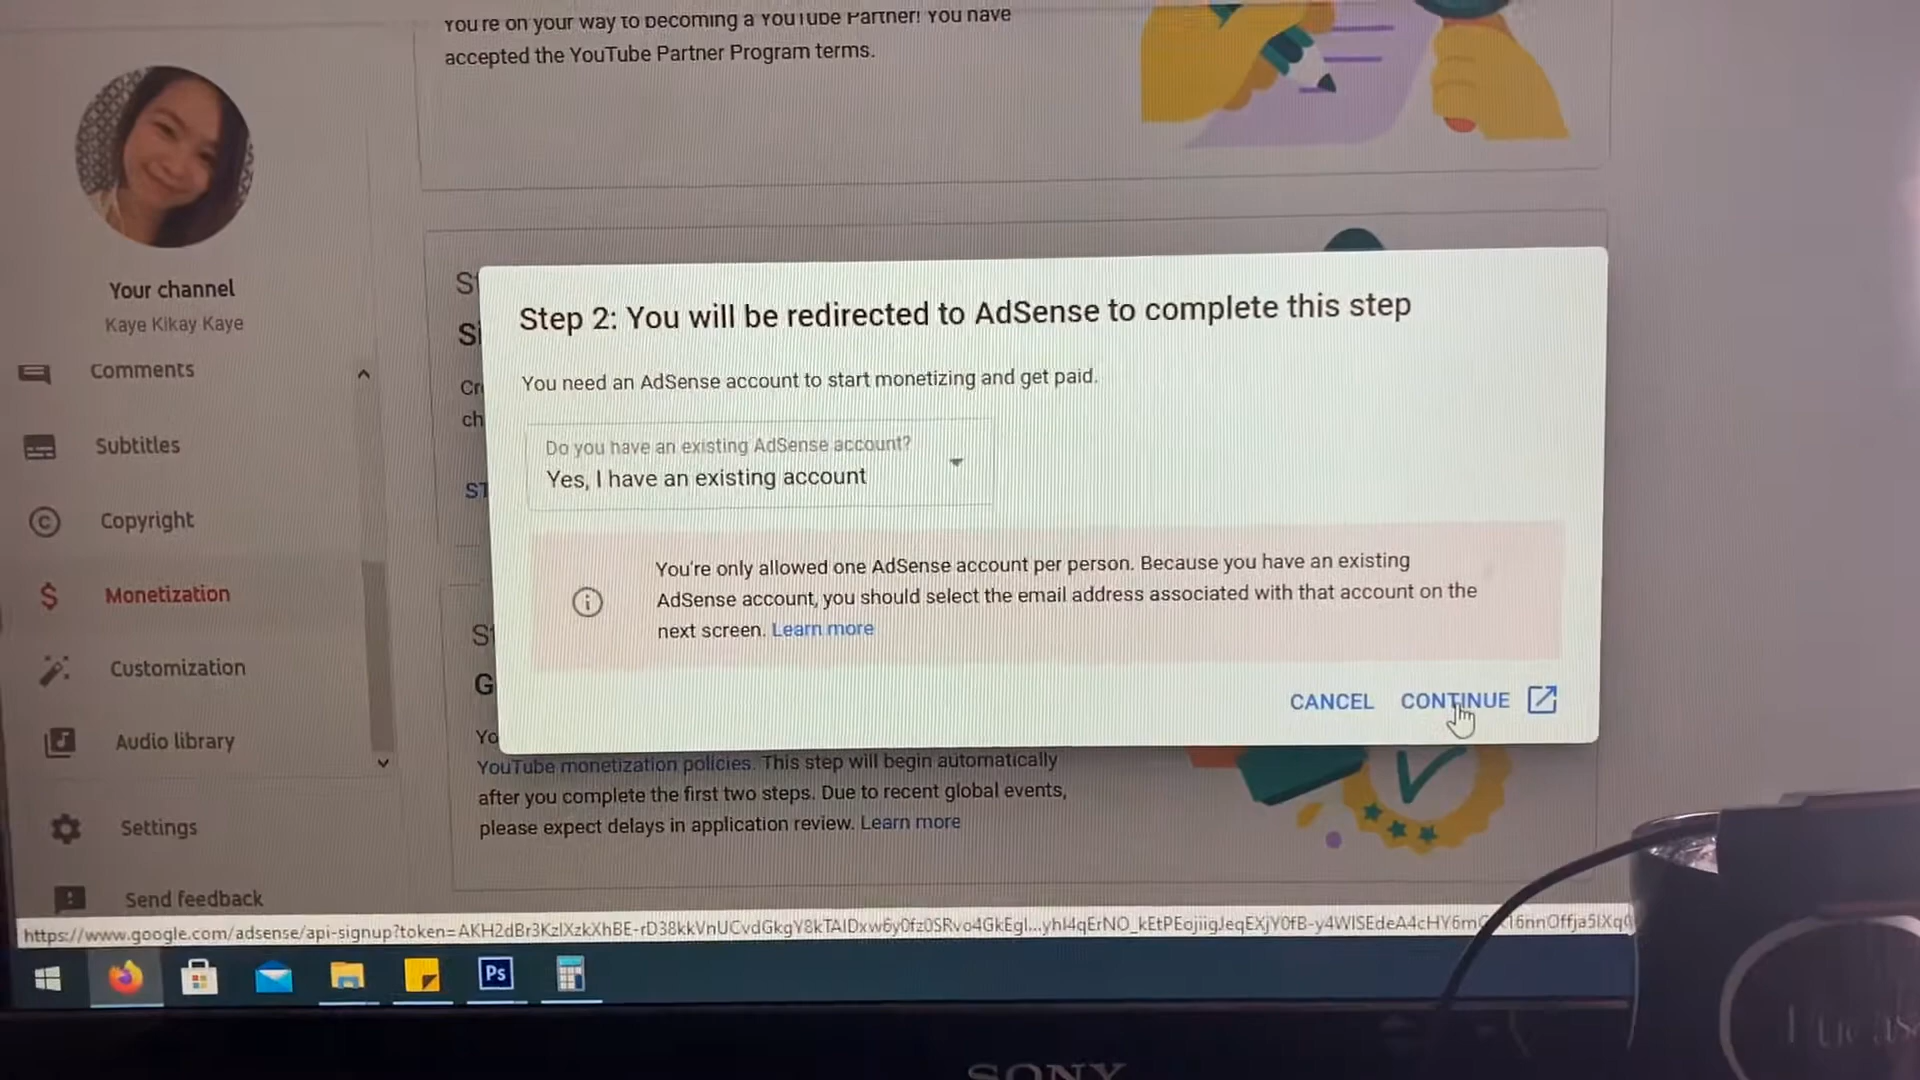 You're on your way to becoming a YouTube Partner! You have
accepted the YouTube Partner Program terms.
Your channel
Kaye Kikay Kaye
Comments
Subtitles
Copyright
Monetization
Customization
Audio library
Settings
Send feedback
Step 2: You will be redirected to AdSense to complete this step
You need an AdSense account to start monetizing and get paid.
Do you have an existing AdSense account?
Yes, I have an existing account
You're only allowed one AdSense account per person. Because you have an existing
AdSense account, you should select the email address associated with that account on the
next screen. Learn more
CANCEL CONTINUE
YouTube monetization policies. This step will begin automatically
after you complete the first two steps. Due to recent global events,
please expect delays in application review. Learn more
Ps
SONY